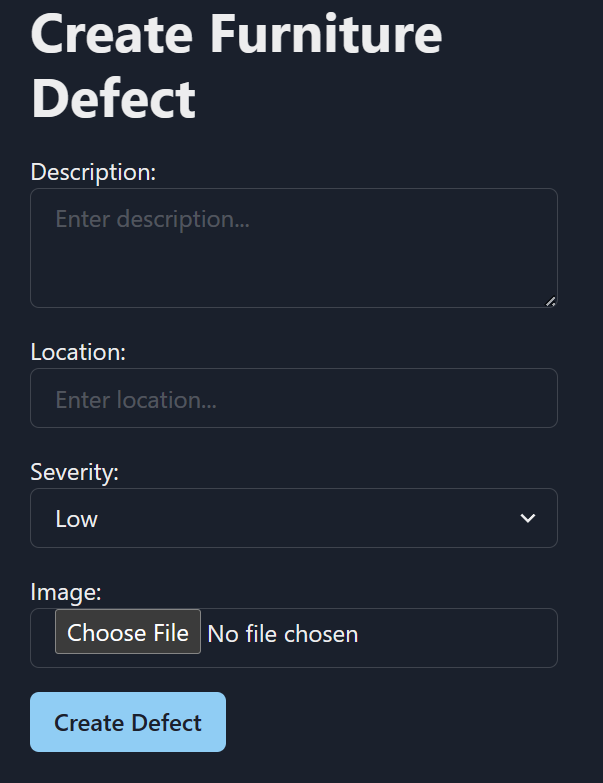 Create Furniture
Defect
Description:
Enter description...
Location:
Enter location...
Severity:
Low
Image:
Choose File No file chosen
Create Defect